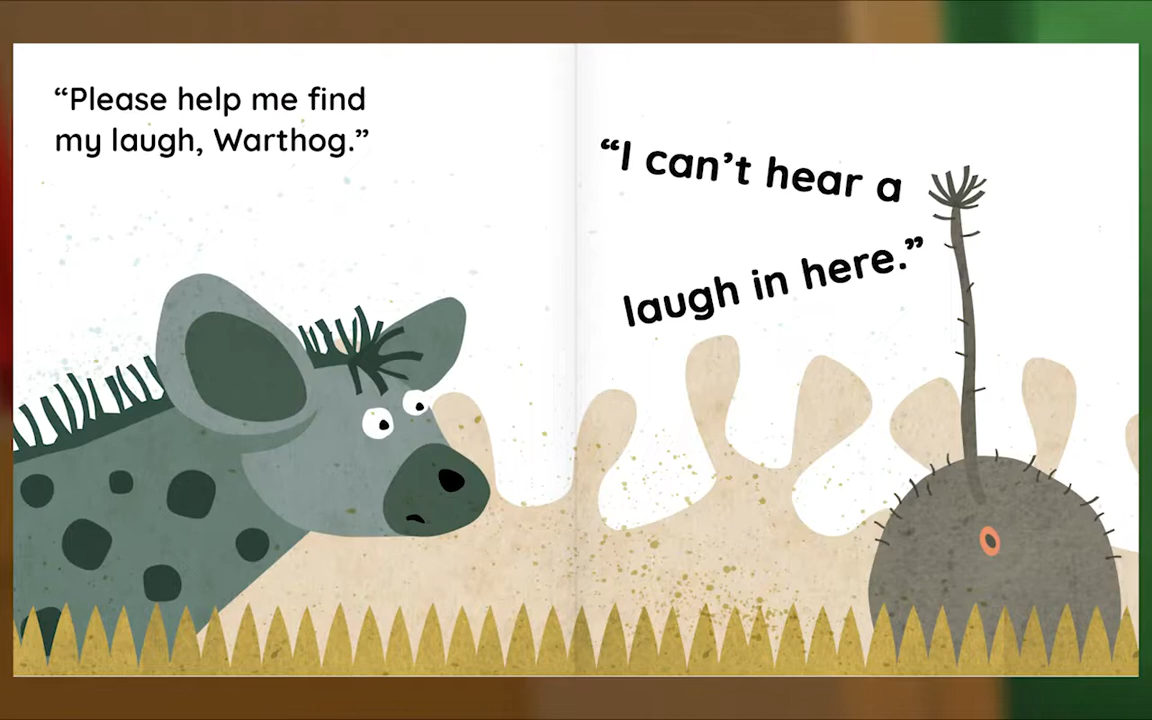 “Please help me find
my laugh, Warthog.”
“I can’t hear a
laugh in here.”